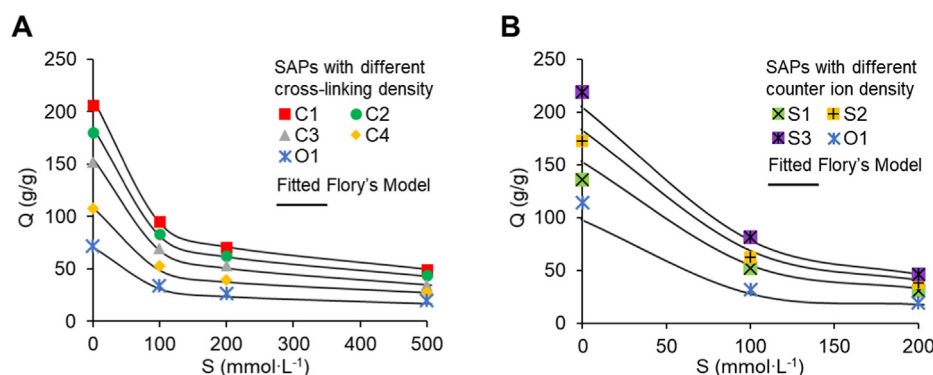 A
250
200
150
100
50
0
Q (g/g)
0 100 200 300 400 500
S (mmol·L-1)
SAPs with different
cross-linking density
C1 C2
C3 C4
O1
Fitted Flory's Model
B
250
200
150
100
50
0
Q (g/g)
0 50 100 150 200
S (mmol·L-1)
SAPs with different
counter ion density
S1 S2
S3 O1
Fitted Flory's Model